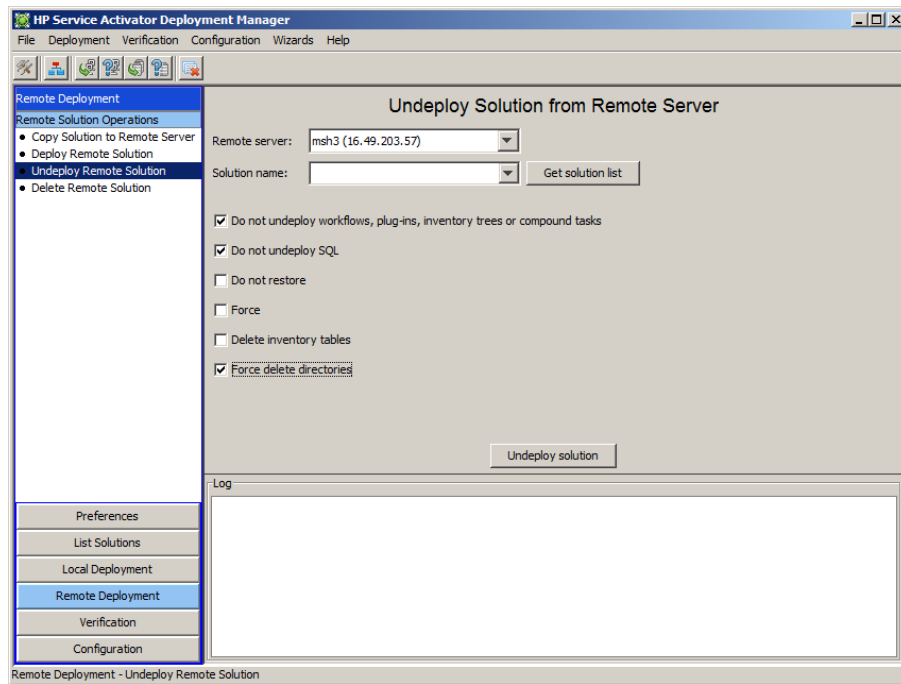 HP Service Activator Deployment Manager
File Deployment Verification Configuration Wizards Help
Remote Deployment
Remote Solution Operations
Copy Solution to Remote Server
Deploy Remote Solution
Undeploy Remote Solution
Delete Remote Solution
Undeploy Solution from Remote Server
Remote server: msh3 (16.49.203.57)
Solution name: Get solution list
Do not undeploy workflows, plug-ins, inventory trees or compound tasks
Do not undeploy SQL
Do not restore
Force
Delete inventory tables
Force delete directories
Undeploy solution
Log
Preferences
List Solutions
Local Deployment
Remote Deployment
Verification
Configuration
Remote Deployment - Undeploy Remote Solution